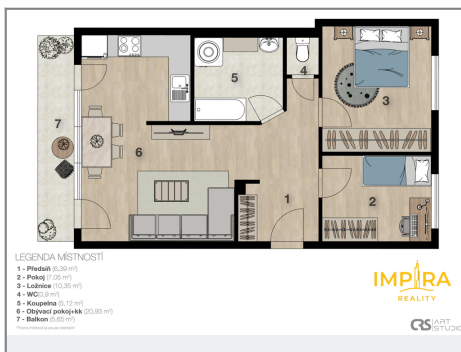 5
4
3
7
6
1
2
LEGENDA MÍSTNOSTÍ
1 - Předsíň (6,39 m²)
2 - Pokoj (7,05 m²)
3 - Ložnice (10,35 m²)
4 - WC (0,9 m²)
5 - Koupelna (5,12 m²)
6 - Obývací pokoj+kk (20,93 m²)
7 - Balkon (5,65 m²)
IMPIRA
REALITY
CRS ART
STUDIO